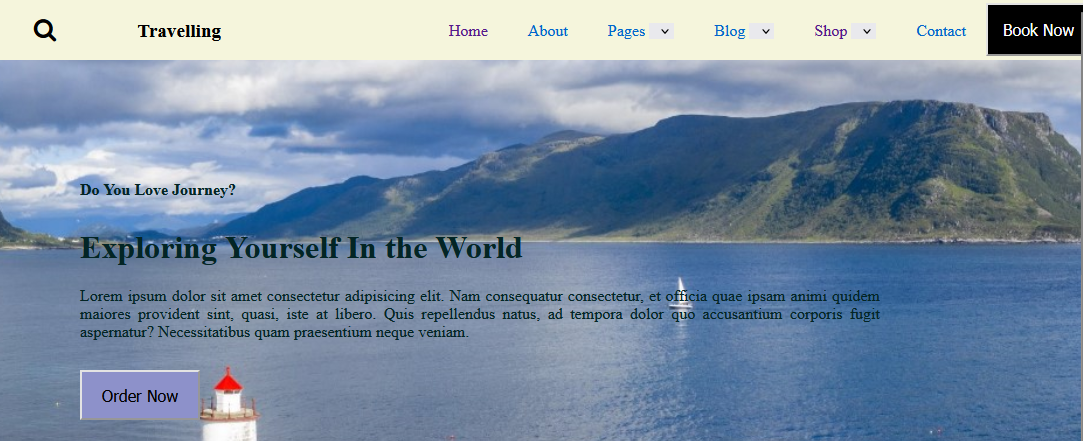 Travelling Home About Pages Blog Shop Contact Book Now
Do You Love Journey?
Exploring Yourself In the World
Lorem ipsum dolor sit amet consectetur adipisicing elit. Nam consequatur consectetur, et officia quae ipsam animi quidem
maiores provident sint, quasi, iste at libero. Quis repellendus natus, ad tempora dolor quo accusantium corporis fugit
aspernatur? Necessitatibus quam praesentium neque veniam.
Order Now